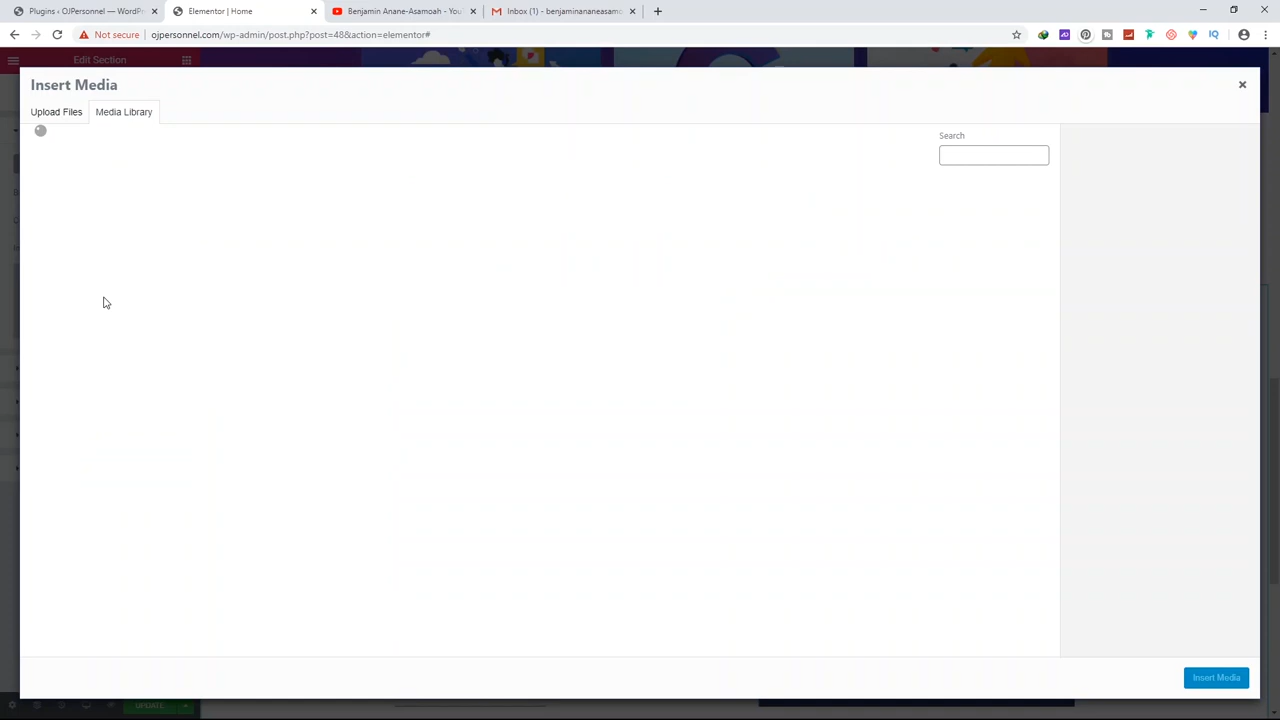 Plugins ‹ OJPersonnel — WordPr
Elementor | Home
Benjamin Anane-Asamoah - You
Inbox (1) - benjaminananeasamo
Not secure
ojpersonnel.com/wp-admin/post.php?post=48&action=elementor#
Edit Section
Insert Media
Upload Files
Media Library
Search
Insert Media
UPDATE